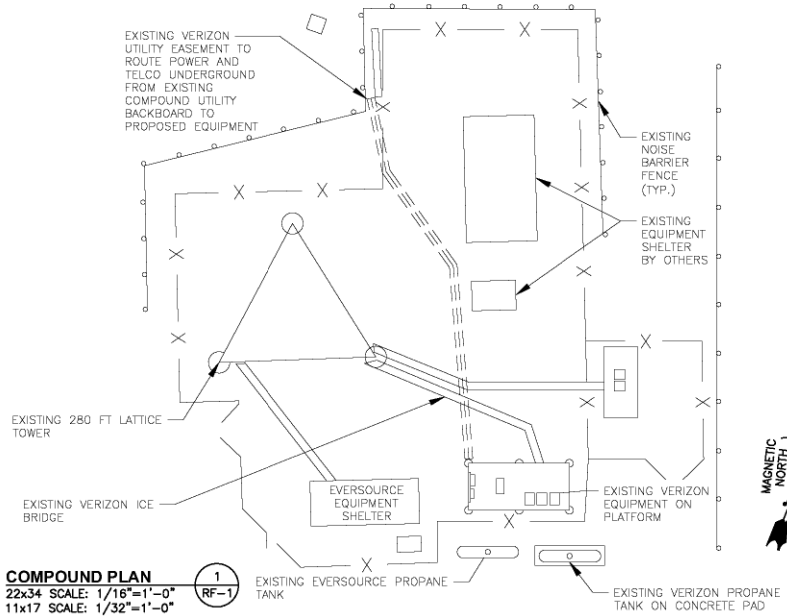 EXISTING VERIZON
UTILITY EASEMENT TO
ROUTE POWER AND
TELCO UNDERGROUND
FROM EXISTING
COMPOUND UTILITY
BACKBOARD TO
PROPOSED EQUIPMENT
EXISTING
NOISE
BARRIER
FENCE
(TYP.)
EXISTING
EQUIPMENT
SHELTER
BY OTHERS
EXISTING 280 FT LATTICE
TOWER
EXISTING VERIZON ICE
BRIDGE
EVERSOURCE
EQUIPMENT
SHELTER
EXISTING VERIZON
EQUIPMENT ON
PLATFORM
MAGNETIC
NORTH
EXISTING EVERSOURCE PROPANE
TANK
EXISTING VERIZON PROPANE
TANK ON CONCRETE PAD
COMPOUND PLAN
22x34 SCALE: 1/16"=1'-0"
11x17 SCALE: 1/32"=1'-0"
1
RF-1